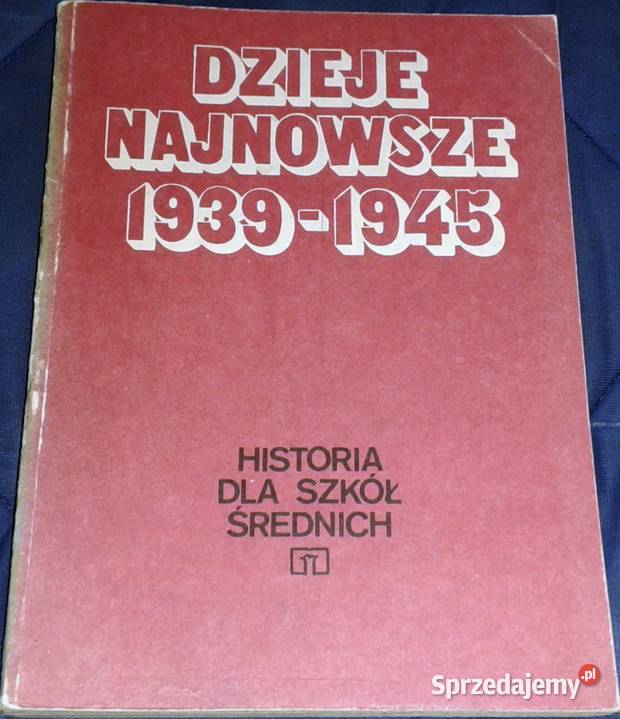 DZIEJE
NAJNOWSZE
1939-1945
HISTORIA
DLA SZKÓŁ
ŚREDNICH
Sprzedajemy.pl